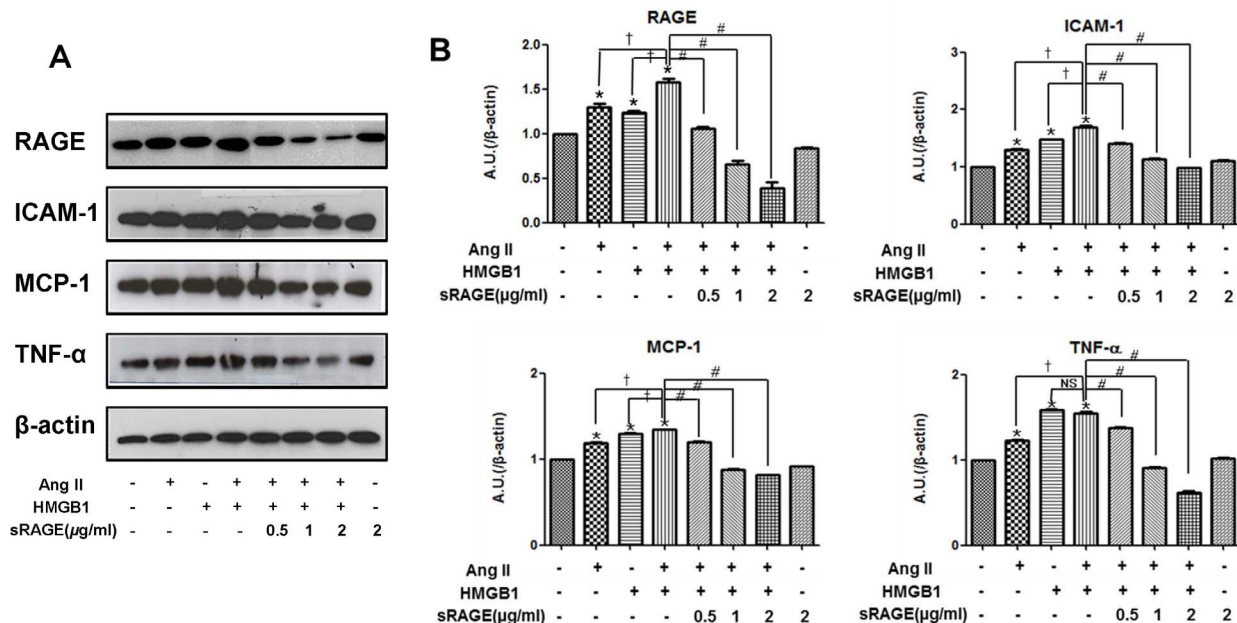 A
RAGE
ICAM-1
MCP-1
TNF-α
β-actin
Ang II - + - + + + + -
HMGB1 - - + + + + + -
sRAGE(μg/ml) - - - - 0.5 1 2 2
B
RAGE
A.U.(/β-actin)
2.0
1.5
1.0
0.5
0.0
* * *
† ‡ # # #
Ang II - + - + + + + -
HMGB1 - - + + + + + -
sRAGE(μg/ml) - - - - 0.5 1 2 2
ICAM-1
A.U.(/β-actin)
3
2
1
0
* * *
† † # # #
Ang II - + - + + + + -
HMGB1 - - + + + + + -
sRAGE(μg/ml) - - - - 0.5 1 2 2
MCP-1
A.U.(/β-actin)
2
1
0
* * *
† ‡ # # #
Ang II - + - + + + + -
HMGB1 - - + + + + + -
sRAGE(μg/ml) - - - - 0.5 1 2 2
TNF-α
A.U.(/β-actin)
2
1
0
* * *
† NS # # #
Ang II - + - + + + + -
HMGB1 - - + + + + + -
sRAGE(μg/ml) - - - - 0.5 1 2 2